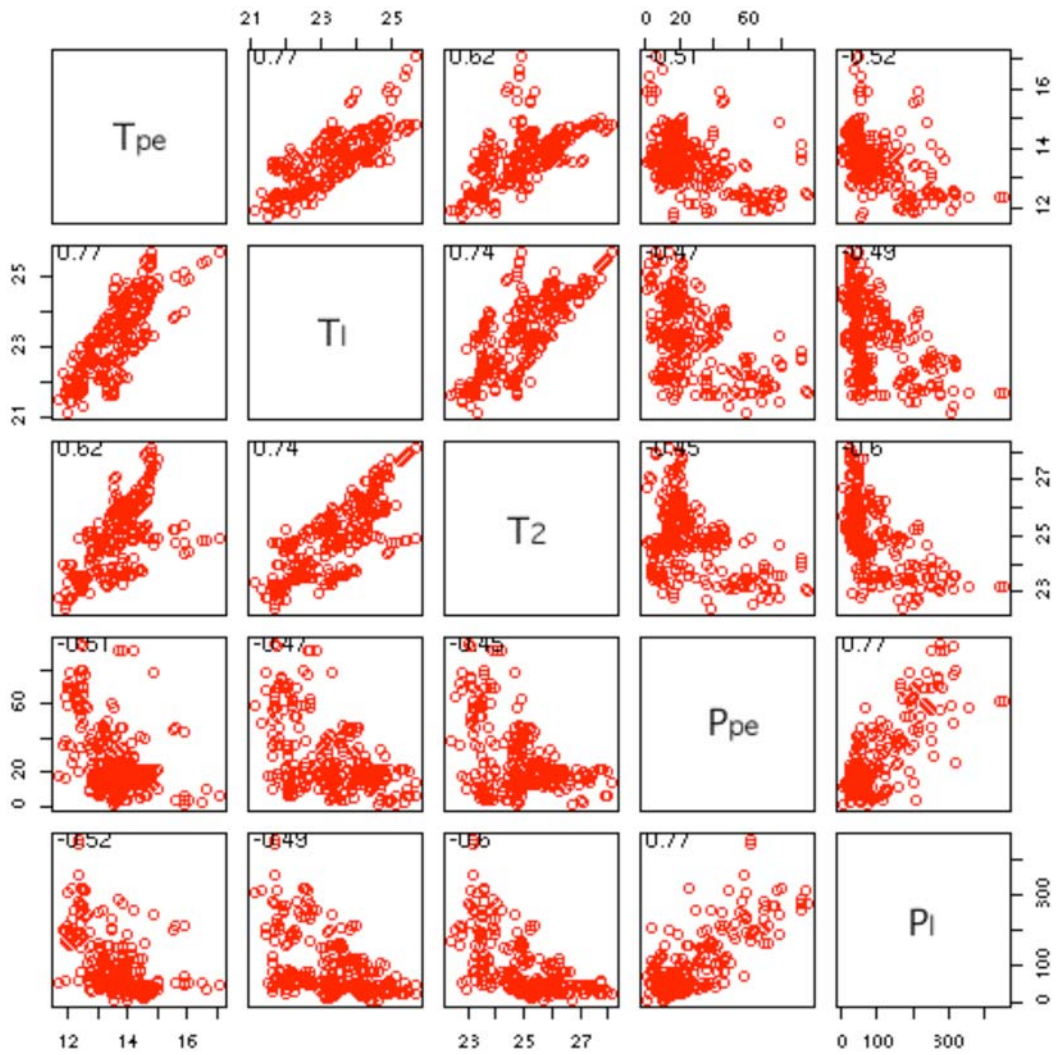 21 23 25 0 20 60
0.77 0.62 -0.51 -0.52
Tpe
12 14 16
0.77 0.74 -0.47 -0.49
21 23 25
Tl
0.62 0.74 -0.45 -0.6
T2
23 25 27
-0.51 -0.47 -0.45 0.77
0 20 60
Ppe
-0.52 -0.49 -0.6 0.77
Pl
0 100 300
12 14 16 23 25 27 0 100 300